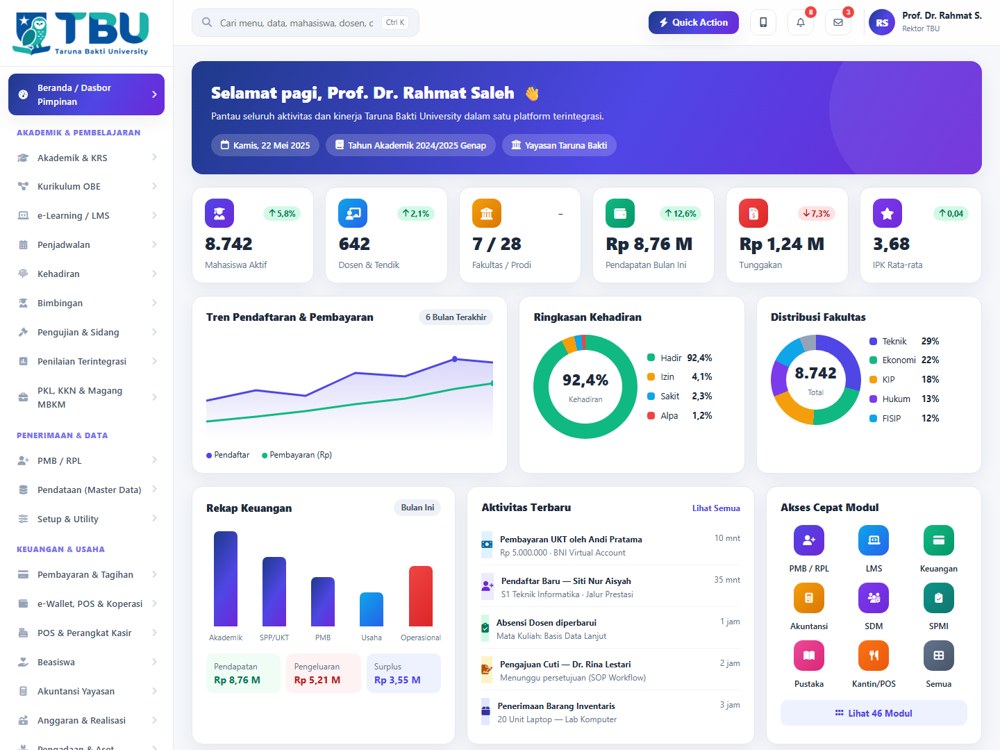 TBU
Taruna Bakti University
Cari menu, data, mahasiswa, dosen, c
Ctrl K
Quick Action
8
3
RS
Prof. Dr. Rahmat S.
Rektor TBU
Beranda / Dasbor
Pimpinan
AKADEMIK & PEMBELAJARAN
Akademik & KRS
Kurikulum OBE
e-Learning / LMS
Penjadwalan
Kehadiran
Bimbingan
Pengujian & Sidang
Penilaian Terintegrasi
PKL, KKN & Magang
MBKM
PENERIMAAN & DATA
PMB / RPL
Pendataan (Master Data)
Setup & Utility
KEUANGAN & USAHA
Pembayaran & Tagihan
e-Wallet, POS & Koperasi
POS & Perangkat Kasir
Beasiswa
Akuntansi Yayasan
Anggaran & Realisasi
Pengadaan & Aset
Selamat pagi, Prof. Dr. Rahmat Saleh 👋
Pantau seluruh aktivitas dan kinerja Taruna Bakti University dalam satu platform terintegrasi.
Kamis, 22 Mei 2025
Tahun Akademik 2024/2025 Genap
Yayasan Taruna Bakti
↑ 5,8%
8.742
Mahasiswa Aktif
↑ 2,1%
642
Dosen & Tendik
–
7 / 28
Fakultas / Prodi
↑ 12,6%
Rp 8,76 M
Pendapatan Bulan Ini
↓ 7,3%
Rp 1,24 M
Tunggakan
↑ 0,04
3,68
IPK Rata-rata
Tren Pendaftaran & Pembayaran
6 Bulan Terakhir
Pendaftar
Pembayaran (Rp)
Ringkasan Kehadiran
92,4%
Kehadiran
Hadir 92,4%
Izin 4,1%
Sakit 2,3%
Alpa 1,2%
Distribusi Fakultas
8.742
Total
Teknik 29%
Ekonomi 22%
KIP 18%
Hukum 13%
FISIP 12%
Rekap Keuangan
Bulan Ini
Akademik
SPP/UKT
PMB
Usaha
Operasional
Pendapatan
Rp 8,76 M
Pengeluaran
Rp 5,21 M
Surplus
Rp 3,55 M
Aktivitas Terbaru
Lihat Semua
Pembayaran UKT oleh Andi Pratama
10 mnt
Rp 5.000.000 · BNI Virtual Account
Pendaftar Baru — Siti Nur Aisyah
35 mnt
S1 Teknik Informatika · Jalur Prestasi
Absensi Dosen diperbarui
1 jam
Mata Kuliah: Basis Data Lanjut
Pengajuan Cuti — Dr. Rina Lestari
2 jam
Menunggu persetujuan (SOP Workflow)
Penerimaan Barang Inventaris
3 jam
20 Unit Laptop — Lab Komputer
Akses Cepat Modul
PMB / RPL
LMS
Keuangan
Akuntansi
SDM
SPMI
Pustaka
Kantin/POS
Semua
Lihat 46 Modul